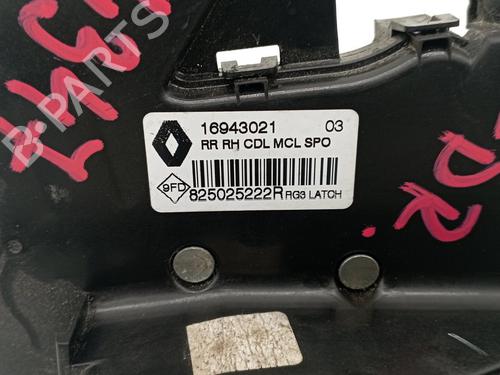 16943021 03
RR RH CDL MCL SPO
9FD
825025222R RG3 LATCH
DR.
B-PARTS